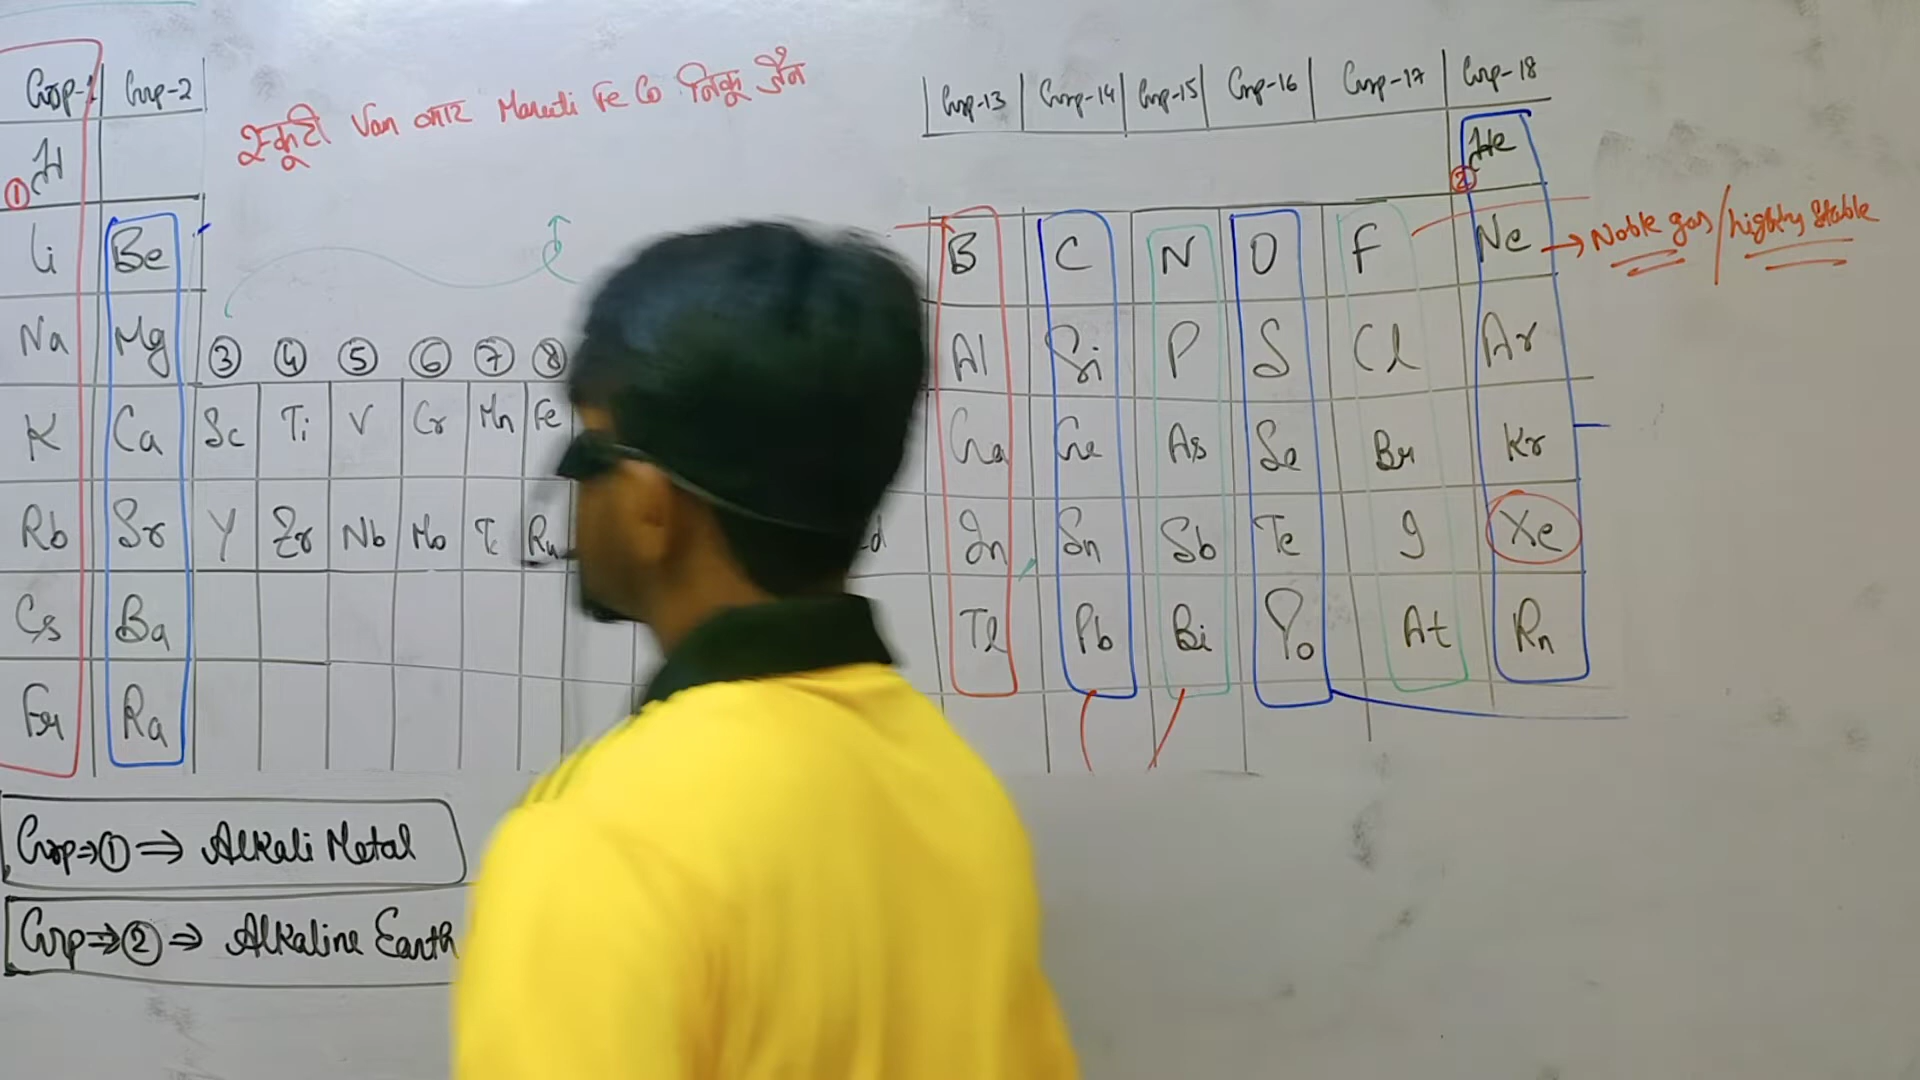 Grp-1 Grp-2
स्कूटी Van कार Maruti Fe Co निकू जैन
Grp-13 Grp-14 Grp-15 Grp-16 Grp-17 Grp-18
① H He ②
Li Be B C N O F Ne → Noble gas/highly stable
Na Mg ③ ④ ⑤ ⑥ ⑦ ⑧ Al Si P S Cl Ar
K Ca Sc Ti V Cr Mn Fe Ga Ge As Se Br Kr
Rb Sr Y Zr Nb Mo Tc Ru d In Sn Sb Te I Xe
Cs Ba Tl Pb Bi Po At Rn
Fr Ra
Grp→① ⇒ Alkali Metal
Grp⇒② ⇒ Alkaline Earth